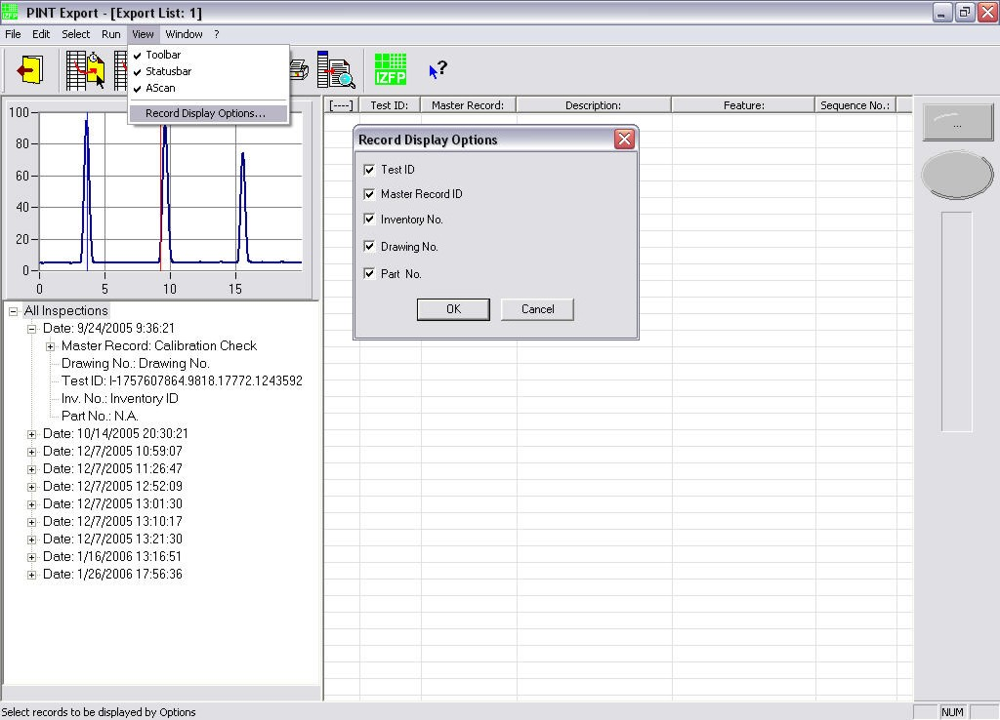 IZFP
PINT Export - [Export List: 1]
File Edit Select Run View Window ?
Toolbar
Statusbar
AScan
Record Display Options...
IZFP
?
[----] Test ID: Master Record: Description: Feature: Sequence No.:
100
80
60
40
20
0
0 5 10 15
Record Display Options
Test ID
Master Record ID
Inventory No.
Drawing No.
Part No.
OK Cancel
...
All Inspections
Date: 9/24/2005 9:36:21
Master Record: Calibration Check
Drawing No.: Drawing No.
Test ID: I-1757607864.9818.17772.1243592
Inv. No.: Inventory ID
Part No.: N.A.
Date: 10/14/2005 20:30:21
Date: 12/7/2005 10:59:07
Date: 12/7/2005 11:26:47
Date: 12/7/2005 12:52:09
Date: 12/7/2005 13:01:30
Date: 12/7/2005 13:10:17
Date: 12/7/2005 13:21:30
Date: 1/16/2006 13:16:51
Date: 1/26/2006 17:56:36
Select records to be displayed by Options
NUM